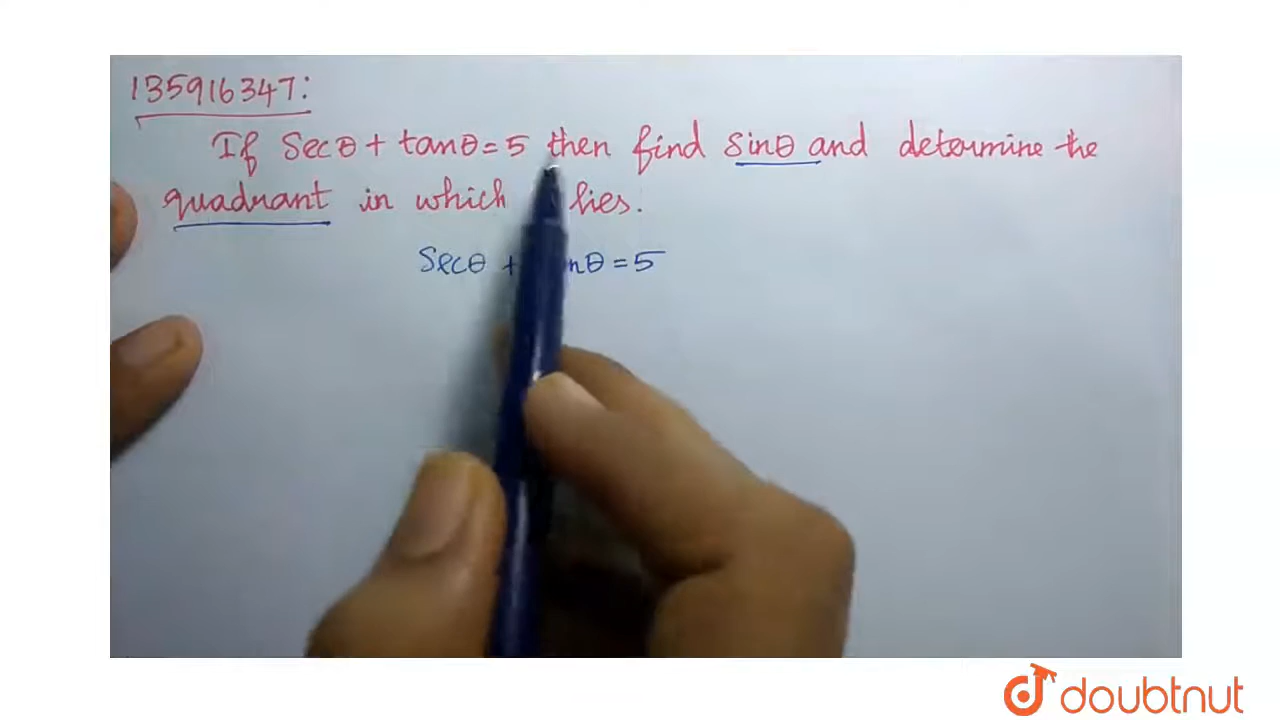 135916347:
If Secθ + tanθ = 5 then find sinθ and determine the
quadrant in which lies.
Secθ + nθ = 5
doubtnut